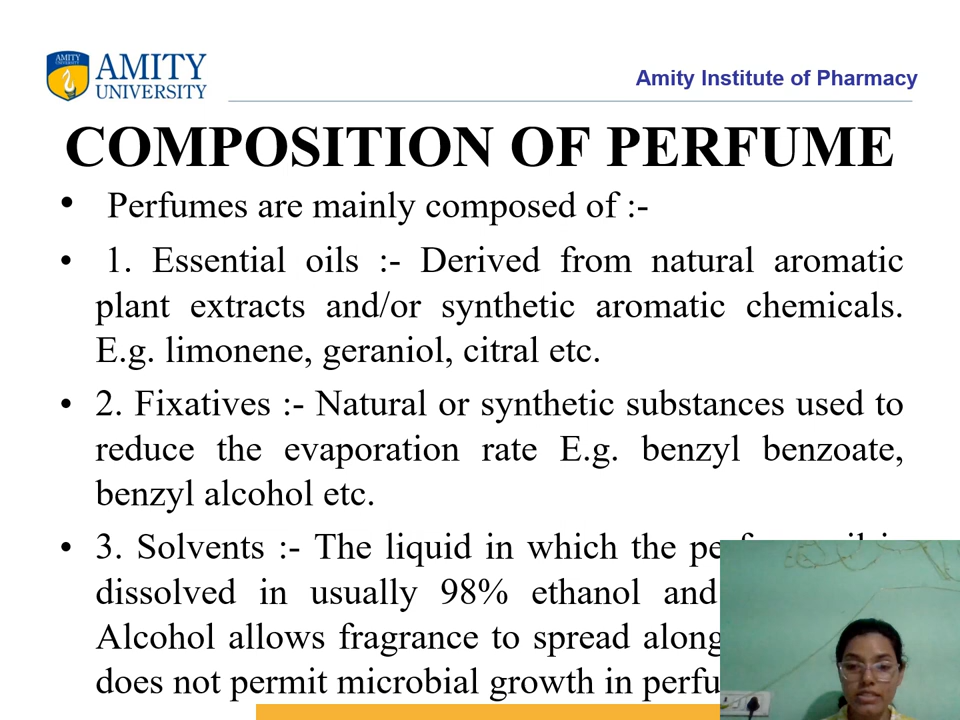 AMITY
AMITY
UNIVERSITY
Amity Institute of Pharmacy
COMPOSITION OF PERFUME
• Perfumes are mainly composed of :-
• 1. Essential oils :- Derived from natural aromatic
plant extracts and/or synthetic aromatic chemicals.
E.g. limonene, geraniol, citral etc.
• 2. Fixatives :- Natural or synthetic substances used to
reduce the evaporation rate E.g. benzyl benzoate,
benzyl alcohol etc.
• 3. Solvents :- The liquid in which the
dissolved in usually 98% ethanol and
Alcohol allows fragrance to spread along
does not permit microbial growth in